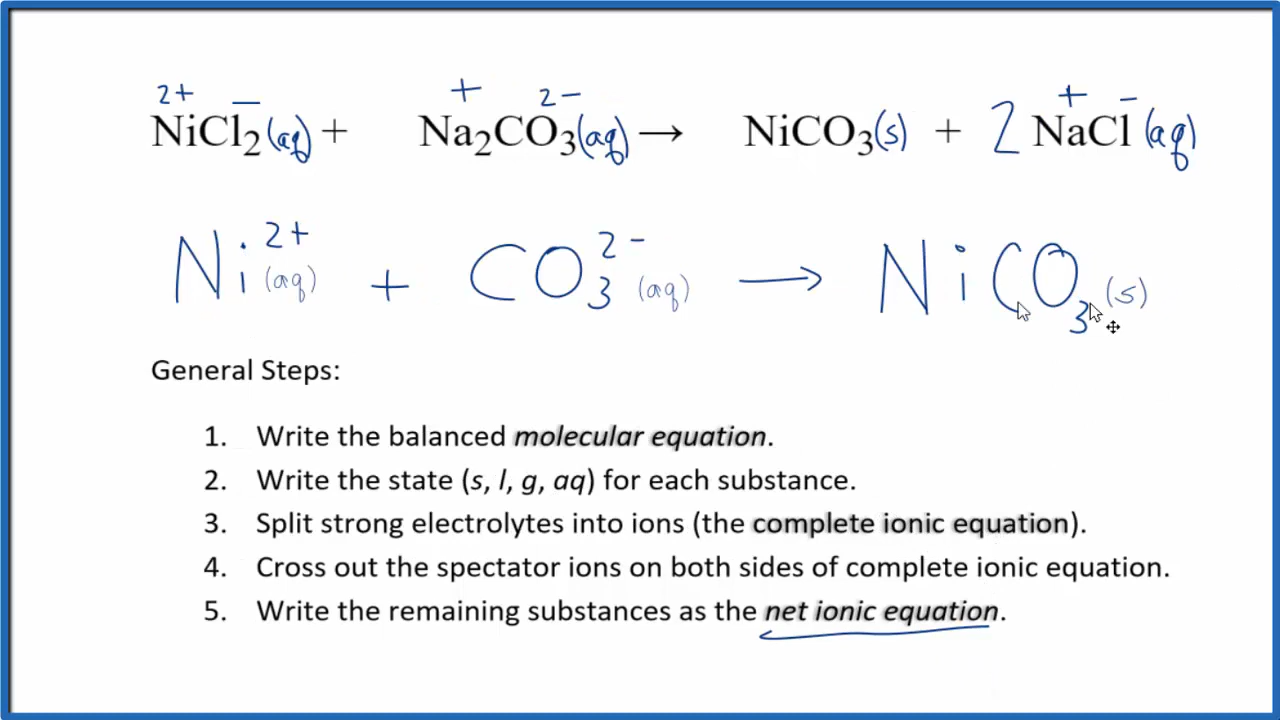 2+ − + 2− + −
NiCl₂(aq) + Na₂CO₃(aq) → NiCO₃(s) + 2 NaCl(aq)
Ni²⁺(aq) + CO₃²⁻(aq) → NiCO₃(s)
General Steps:
1. Write the balanced molecular equation.
2. Write the state (s, l, g, aq) for each substance.
3. Split strong electrolytes into ions (the complete ionic equation).
4. Cross out the spectator ions on both sides of complete ionic equation.
5. Write the remaining substances as the net ionic equation.